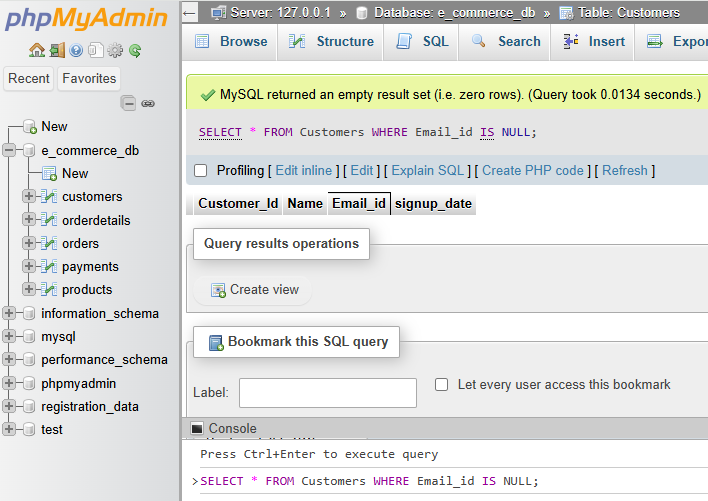 phpMyAdmin
Recent Favorites
New
e_commerce_db
New
customers
orderdetails
orders
payments
products
information_schema
mysql
performance_schema
phpmyadmin
registration_data
test
Server: 127.0.0.1 » Database: e_commerce_db » Table: Customers
Browse Structure SQL Search Insert Expor
MySQL returned an empty result set (i.e. zero rows). (Query took 0.0134 seconds.)
SELECT * FROM Customers WHERE Email_id IS NULL;
Profiling [ Edit inline ] [ Edit ] [ Explain SQL ] [ Create PHP code ] [ Refresh ]
Customer_Id Name Email_id signup_date
Query results operations
Create view
Bookmark this SQL query
Label: Let every user access this bookmark
Console
Press Ctrl+Enter to execute query
>SELECT * FROM Customers WHERE Email_id IS NULL;